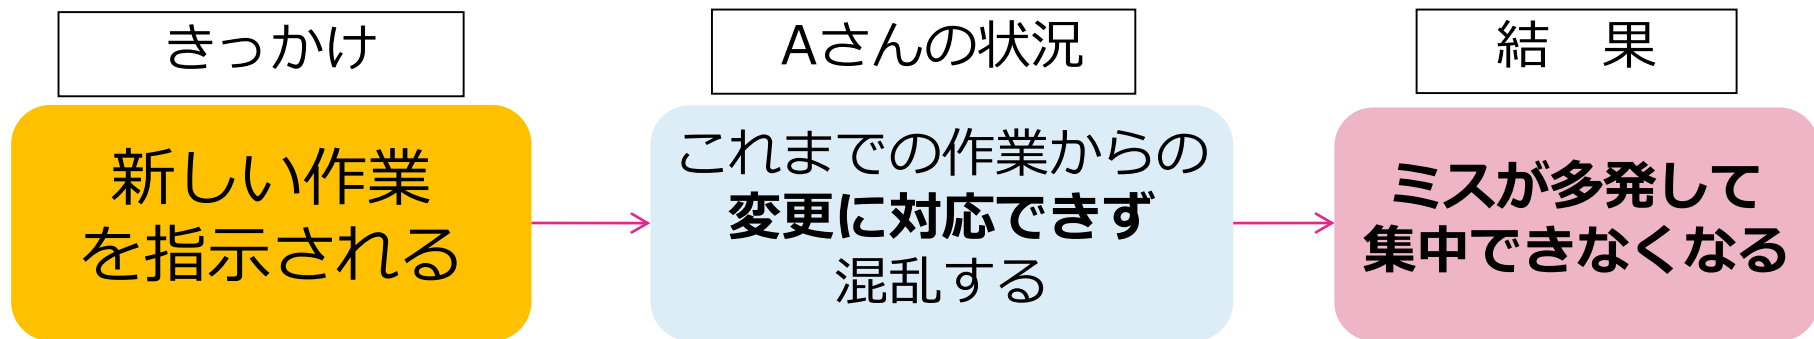 きっかけ
新しい作業
を指示される
Aさんの状況
これまでの作業からの
変更に対応できず
混乱する
結　果
ミスが多発して
集中できなくなる